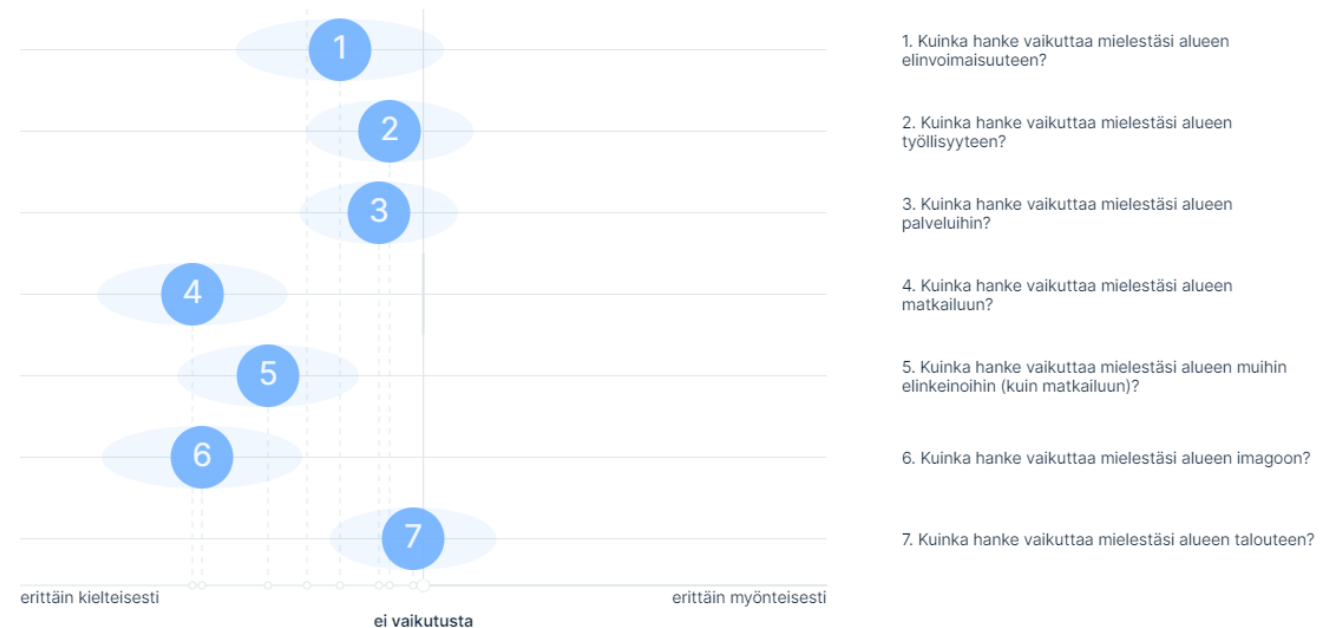 1
1. Kuinka hanke vaikuttaa mielestäsi alueen
elinvoimaisuuteen?
2
2. Kuinka hanke vaikuttaa mielestäsi alueen
työllisyyteen?
3
3. Kuinka hanke vaikuttaa mielestäsi alueen
palveluihin?
4
4. Kuinka hanke vaikuttaa mielestäsi alueen
matkailuun?
5
5. Kuinka hanke vaikuttaa mielestäsi alueen muihin
elinkeinoihin (kuin matkailuun)?
6
6. Kuinka hanke vaikuttaa mielestäsi alueen imagoon?
7
7. Kuinka hanke vaikuttaa mielestäsi alueen talouteen?
erittäin kielteisesti
erittäin myönteisesti
ei vaikutusta